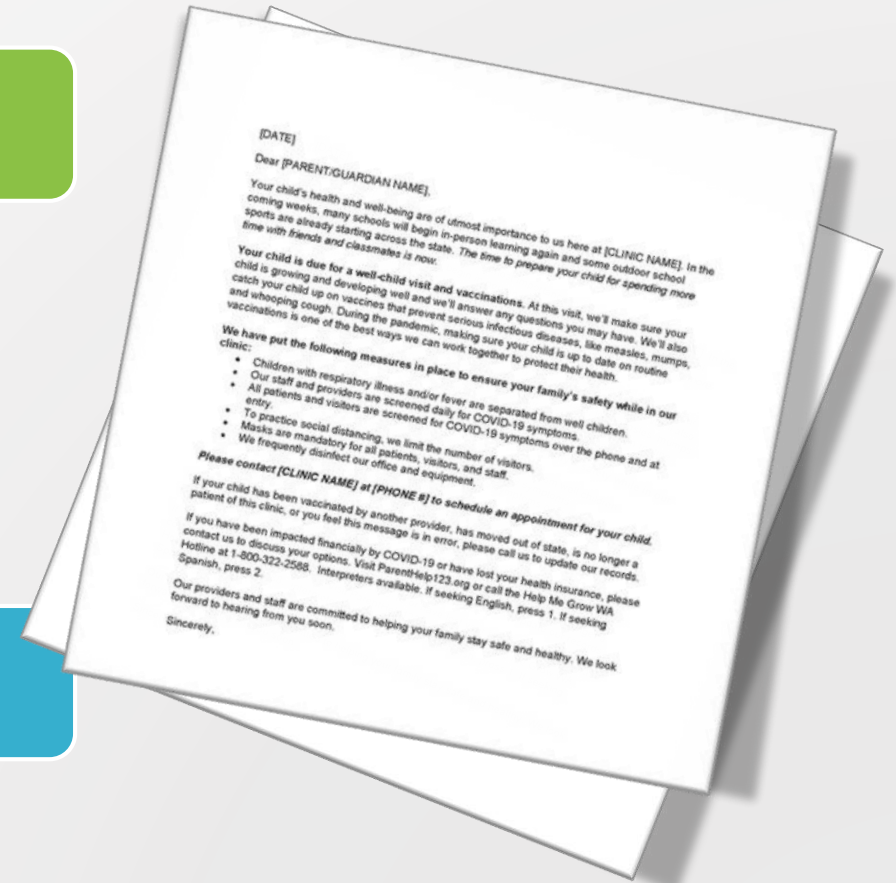 [DATE]
Dear [PARENT/GUARDIAN NAME],
Your child's health and well-being are of utmost importance to us here at [CLINIC NAME]. In the
coming weeks, many schools will begin in-person learning again and some outdoor school
sports are already starting across the state. The time to prepare your child for spending more
time with friends and classmates is now.
Your child is due for a well-child visit and vaccinations. At this visit, we'll make sure your
child is growing and developing well and we'll answer any questions you may have. We'll also
catch your child up on vaccines that prevent serious infectious diseases, like measles, mumps,
and whooping cough. During the pandemic, making sure your child is up to date on routine
vaccinations is one of the best ways we can work together to protect their health.
We have put the following measures in place to ensure your family's safety while in our
clinic:
• Children with respiratory illness and/or fever are separated from well children.
• Our staff and providers are screened daily for COVID-19 symptoms.
• All patients and visitors are screened for COVID-19 symptoms over the phone and at
entry.
• To practice social distancing, we limit the number of visitors.
• Masks are mandatory for all patients, visitors, and staff.
• We frequently disinfect our office and equipment.
Please contact [CLINIC NAME] at [PHONE #] to schedule an appointment for your child.
If your child has been vaccinated by another provider, has moved out of state, is no longer a
patient of this clinic, or you feel this message is in error, please call us to update our records.
If you have been impacted financially by COVID-19 or have lost your health insurance, please
contact us to discuss your options. Visit ParentHelp123.org or call the Help Me Grow WA
Hotline at 1-800-322-2588. Interpreters available. If seeking English, press 1. If seeking
Spanish, press 2.
Our providers and staff are committed to helping your family stay safe and healthy. We look
forward to hearing from you soon.
Sincerely,